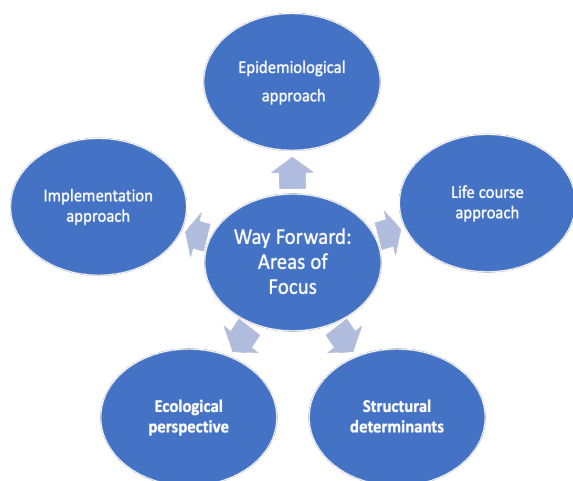 Epidemiological
approach
Implementation
approach
Life course
approach
Way Forward:
Areas of
Focus
Ecological
perspective
Structural
determinants